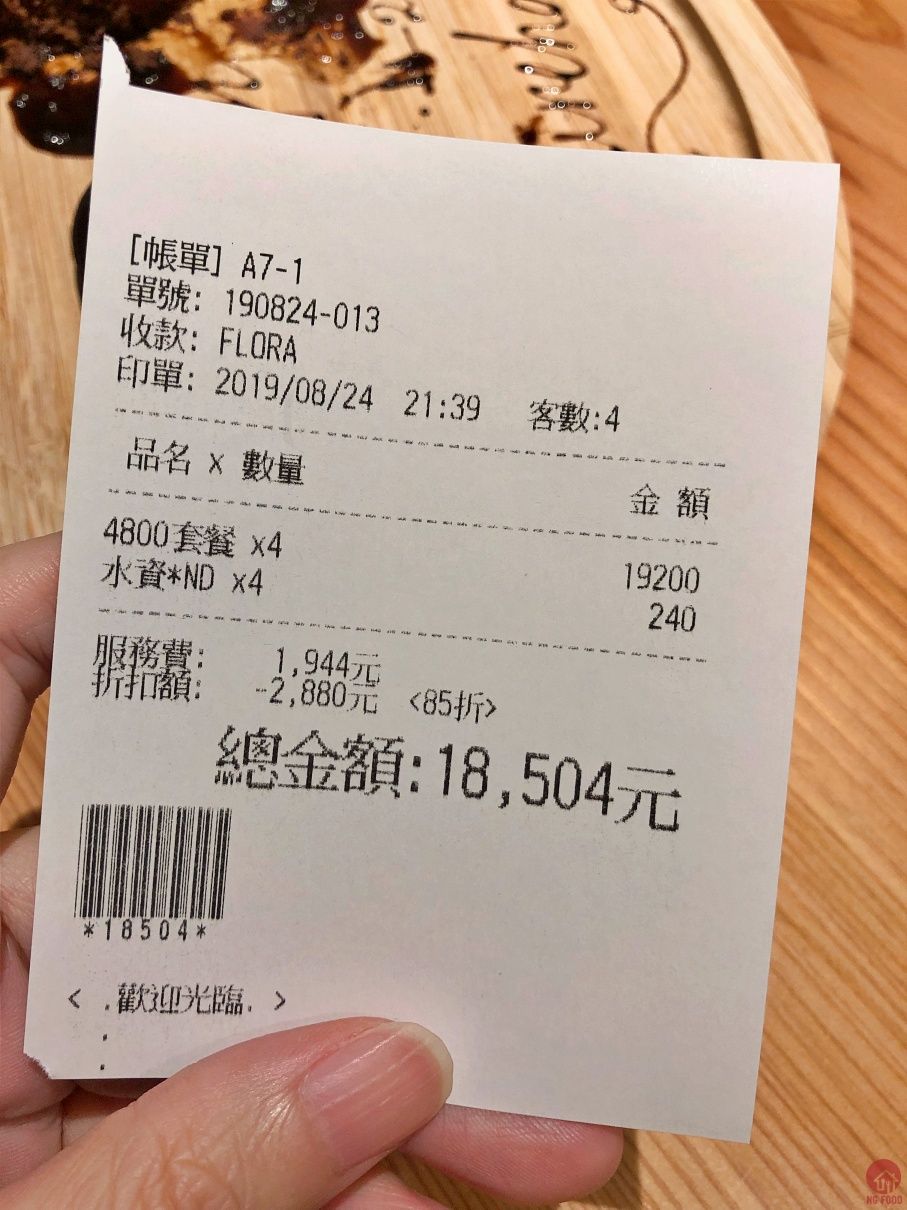 [帳單] A7-1
單號: 190824-013
收款: FLORA
印單: 2019/08/24 21:39 客數:4
品名 x 數量 金 額
4800套餐 x4 19200
水資*ND x4 240
服務費: 1,944元
折扣額: -2,880元 <85折>
總金額:18,504元
*18504*
< .歡迎光臨. >
NG FOOD